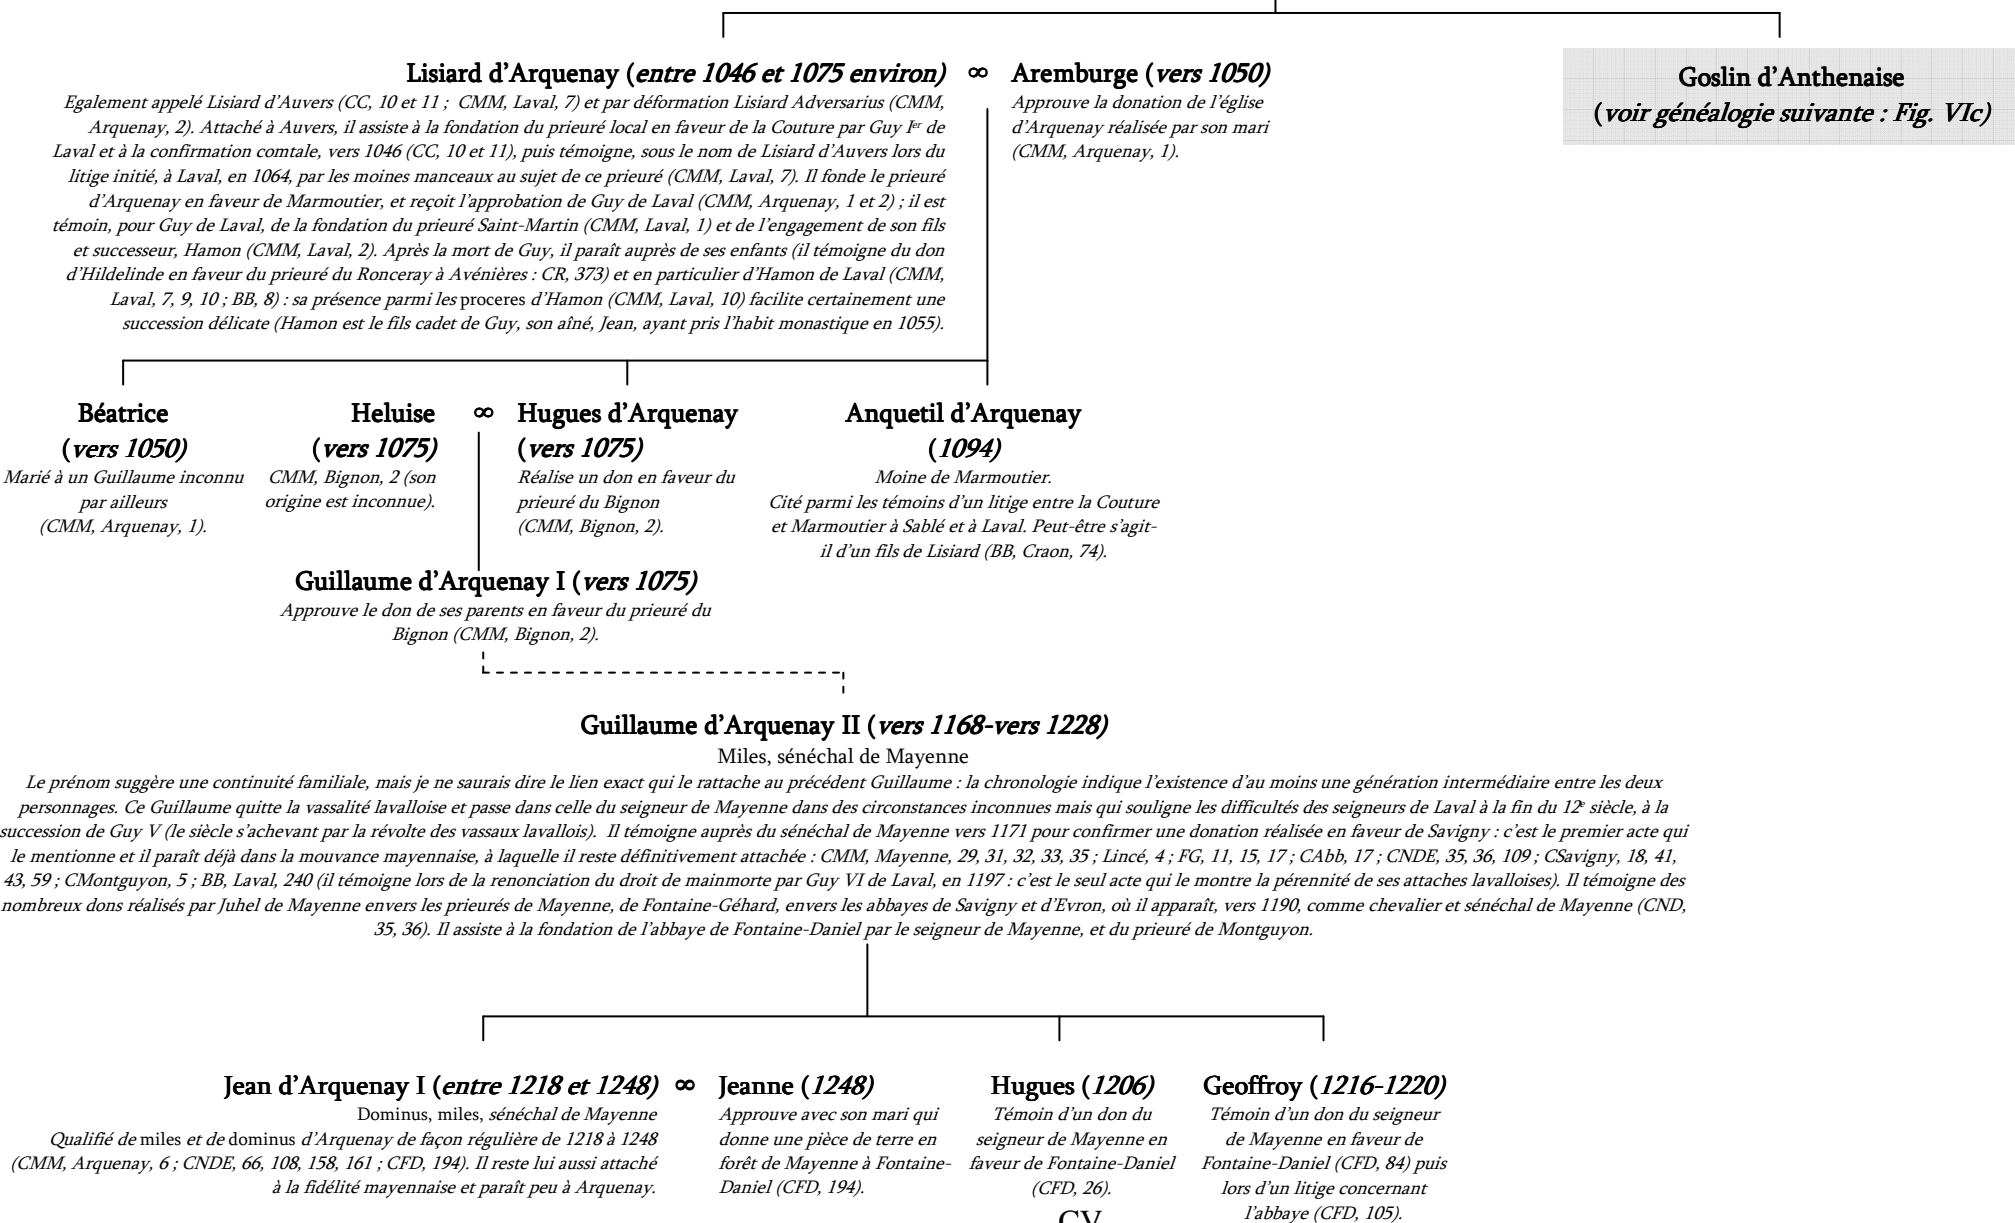 Lisiard d'Arquenay (entre 1046 et 1075 environ) ∞ Aremburge (vers 1050)
Egalement appelé Lisiard d'Auvers (CC, 10 et 11 ; CMM, Laval, 7) et par déformation Lisiard Adversarius (CMM,
Arquenay, 2). Attaché à Auvers, il assiste à la fondation du prieuré local en faveur de la Couture par Guy Ier de
Laval et à la confirmation comtale, vers 1046 (CC, 10 et 11), puis témoigne, sous le nom de Lisiard d'Auvers lors du
litige initié, à Laval, en 1064, par les moines manceaux au sujet de ce prieuré (CMM, Laval, 7). Il fonde le prieuré
d'Arquenay en faveur de Marmoutier, et reçoit l'approbation de Guy de Laval (CMM, Arquenay, 1 et 2) ; il est
témoin, pour Guy de Laval, de la fondation du prieuré Saint-Martin (CMM, Laval, 1) et de l'engagement de son fils
et successeur, Hamon (CMM, Laval, 2). Après la mort de Guy, il paraît auprès de ses enfants (il témoigne du don
d'Hildelinde en faveur du prieuré du Ronceray à Avénières : CR, 373) et en particulier d'Hamon de Laval (CMM,
Laval, 7, 9, 10 ; BB, 8) : sa présence parmi les proceres d'Hamon (CMM, Laval, 10) facilite certainement une
succession délicate (Hamon est le fils cadet de Guy, son aîné, Jean, ayant pris l'habit monastique en 1055).
Approuve la donation de l'église
d'Arquenay réalisée par son mari
(CMM, Arquenay, 1).
Goslin d'Anthenaise
(voir généalogie suivante : Fig. VIc)
Béatrice
(vers 1050)
Marié à un Guillaume inconnu
par ailleurs
(CMM, Arquenay, 1).
Heluise
(vers 1075)
CMM, Bignon, 2 (son
origine est inconnue).
∞
Hugues d'Arquenay
(vers 1075)
Réalise un don en faveur du
prieuré du Bignon
(CMM, Bignon, 2).
Anquetil d'Arquenay
(1094)
Moine de Marmoutier.
Cité parmi les témoins d'un litige entre la Couture
et Marmoutier à Sablé et à Laval. Peut-être s'agit-
il d'un fils de Lisiard (BB, Craon, 74).
Guillaume d'Arquenay I (vers 1075)
Approuve le don de ses parents en faveur du prieuré du
Bignon (CMM, Bignon, 2).
Guillaume d'Arquenay II (vers 1168-vers 1228)
Miles, sénéchal de Mayenne
Le prénom suggère une continuité familiale, mais je ne saurais dire le lien exact qui le rattache au précédent Guillaume : la chronologie indique l'existence d'au moins une génération intermédiaire entre les deux
personnages. Ce Guillaume quitte la vassalité lavalloise et passe dans celle du seigneur de Mayenne dans des circonstances inconnues mais qui souligne les difficultés des seigneurs de Laval à la fin du 12e siècle, à la
succession de Guy V (le siècle s'achevant par la révolte des vassaux lavallois). Il témoigne auprès du sénéchal de Mayenne vers 1171 pour confirmer une donation réalisée en faveur de Savigny : c'est le premier acte qui
le mentionne et il paraît déjà dans la mouvance mayennaise, à laquelle il reste définitivement attachée : CMM, Mayenne, 29, 31, 32, 33, 35 ; Lincé, 4 ; FG, 11, 15, 17 ; CAbb, 17 ; CNDE, 35, 36, 109 ; CSavigny, 18, 41,
43, 59 ; CMontguyon, 5 ; BB, Laval, 240 (il témoigne lors de la renonciation du droit de mainmorte par Guy VI de Laval, en 1197 : c'est le seul acte qui le montre la pérennité de ses attaches lavalloises). Il témoigne des
nombreux dons réalisés par Juhel de Mayenne envers les prieurés de Mayenne, de Fontaine-Géhard, envers les abbayes de Savigny et d'Evron, où il apparaît, vers 1190, comme chevalier et sénéchal de Mayenne (CND,
35, 36). Il assiste à la fondation de l'abbaye de Fontaine-Daniel par le seigneur de Mayenne, et du prieuré de Montguyon.
Jean d'Arquenay I (entre 1218 et 1248) ∞
Dominus, miles, sénéchal de Mayenne
Qualifié de miles et de dominus d'Arquenay de façon régulière de 1218 à 1248
(CMM, Arquenay, 6 ; CNDE, 66, 108, 158, 161 ; CFD, 194). Il reste lui aussi attaché
à la fidélité mayennaise et paraît peu à Arquenay.
Jeanne (1248)
Approuve avec son mari qui
donne une pièce de terre en
forêt de Mayenne à Fontaine-
Daniel (CFD, 194).
Hugues (1206)
Témoin d'un don du
seigneur de Mayenne en
faveur de Fontaine-Daniel
(CFD, 26).
Geoffroy (1216-1220)
Témoin d'un don du seigneur
de Mayenne en faveur de
Fontaine-Daniel (CFD, 84) puis
lors d'un litige concernant
l'abbaye (CFD, 105).
CV